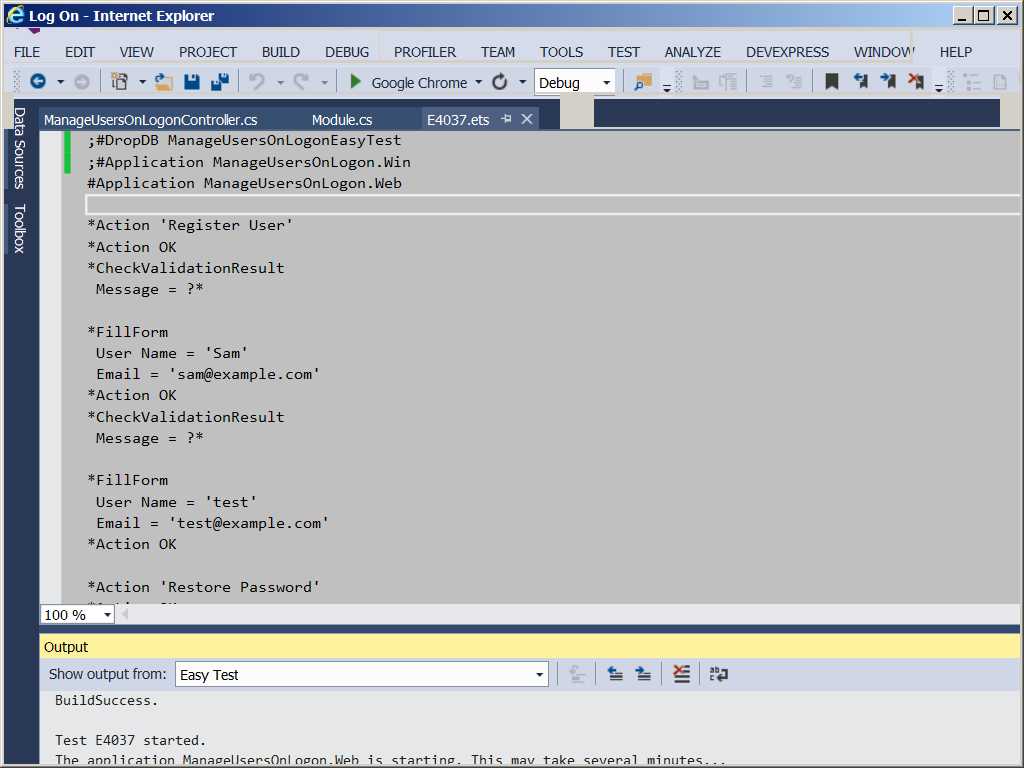 Log On - Internet Explorer
FILE EDIT VIEW PROJECT BUILD DEBUG PROFILER TEAM TOOLS TEST ANALYZE DEVEXPRESS WINDOW HELP
Google Chrome Debug
Data Sources
Toolbox
ManageUsersOnLogonController.cs Module.cs E4037.ets
;#DropDB ManageUsersOnLogonEasyTest
;#Application ManageUsersOnLogon.Win
#Application ManageUsersOnLogon.Web
*Action 'Register User'
*Action OK
*CheckValidationResult
Message = ?*
*FillForm
User Name = 'Sam'
Email = 'sam@example.com'
*Action OK
*CheckValidationResult
Message = ?*
*FillForm
User Name = 'test'
Email = 'test@example.com'
*Action OK
*Action 'Restore Password'
100 %
Output
Show output from: Easy Test
BuildSuccess.
Test E4037 started.
The application ManageUsersOnLogon.Web is starting. This may take several minutes...